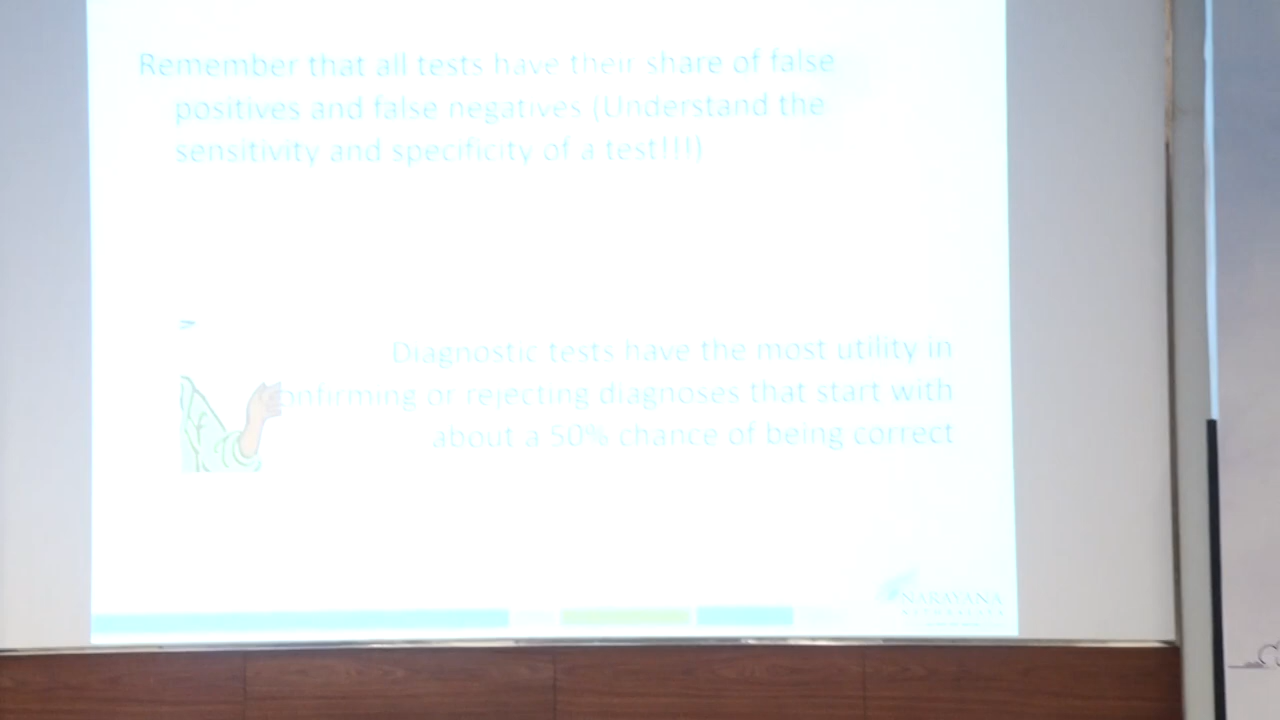 Remember that all tests have their share of false
positives and false negatives (Understand the
sensitivity and specificity of a test!!!)
Diagnostic tests have the most utility in
onfirming or rejecting diagnoses that start with
about a 50% chance of being correct
NARAYANA